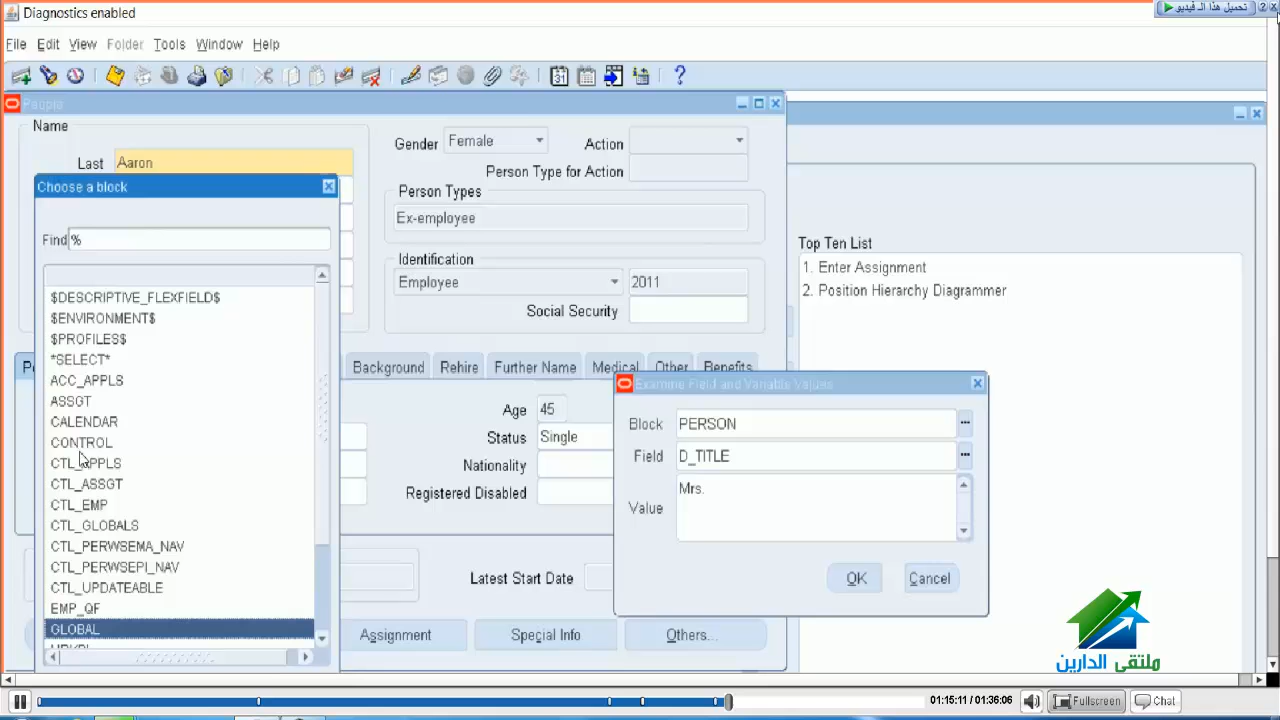 Diagnostics enabled
تحميل هذا الـ فيديو
File Edit View Folder Tools Window Help
People
Name
Last Aaron
Gender Female
Action
Person Type for Action
Person Types
Ex-employee
Identification
Employee 2011
Social Security
Choose a block
Find %
$DESCRIPTIVE_FLEXFIELD$
$ENVIRONMENT$
$PROFILES$
*SELECT*
ACC_APPLS
ASSGT
CALENDAR
CONTROL
CTL_APPLS
CTL_ASSGT
CTL_EMP
CTL_GLOBALS
CTL_PERWSEMA_NAV
CTL_PERWSEPI_NAV
CTL_UPDATEABLE
EMP_QF
GLOBAL
Background Rehire Further Name Medical Other Benefits
Age 45
Status Single
Nationality
Registered Disabled
Latest Start Date
Assignment Special Info Others...
Top Ten List
1. Enter Assignment
2. Position Hierarchy Diagrammer
Examine Field and Variable Values
Block PERSON
Field D_TITLE
Value Mrs.
OK Cancel
ملتقى الدارين
01:15:11 / 01:36:06 Fullscreen Chat